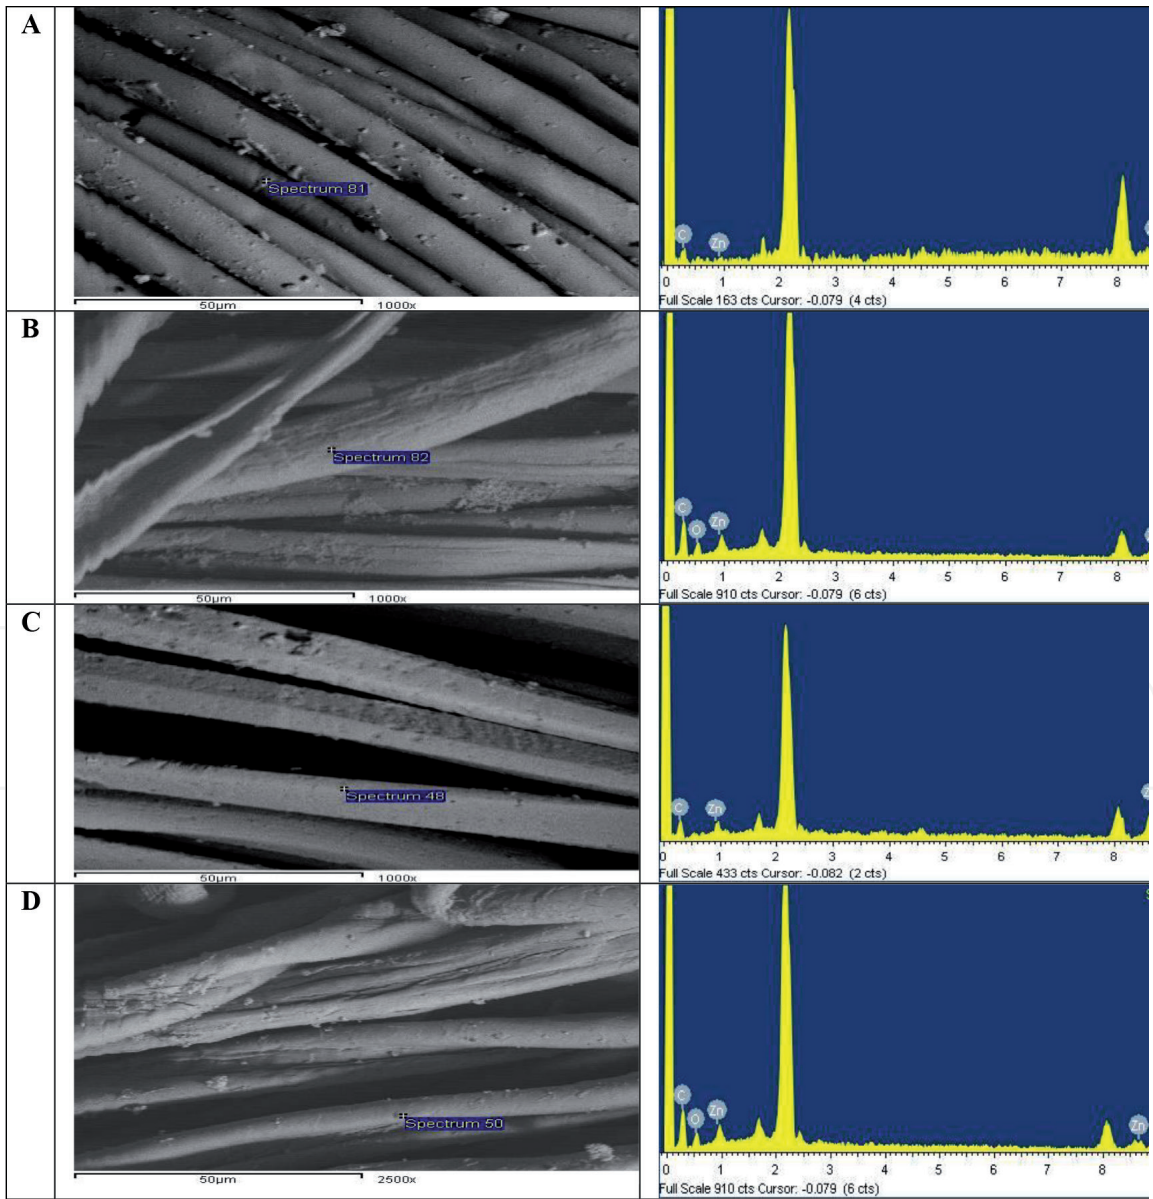 A
Spectrum 81
50µm 1000x
C Zn
0 1 2 3 4 5 6 7 8
Full Scale 163 cts Cursor: -0.079 (4 cts)
B
Spectrum 82
50µm 1000x
C O Zn
0 1 2 3 4 5 6 7 8
Full Scale 910 cts Cursor: -0.079 (6 cts)
C
Spectrum 48
50µm 1000x
C Zn
0 1 2 3 4 5 6 7 8
Full Scale 433 cts Cursor: -0.082 (2 cts)
D
Spectrum 50
50µm 2500x
C O Zn Zn
0 1 2 3 4 5 6 7 8
Full Scale 910 cts Cursor: -0.079 (6 cts)